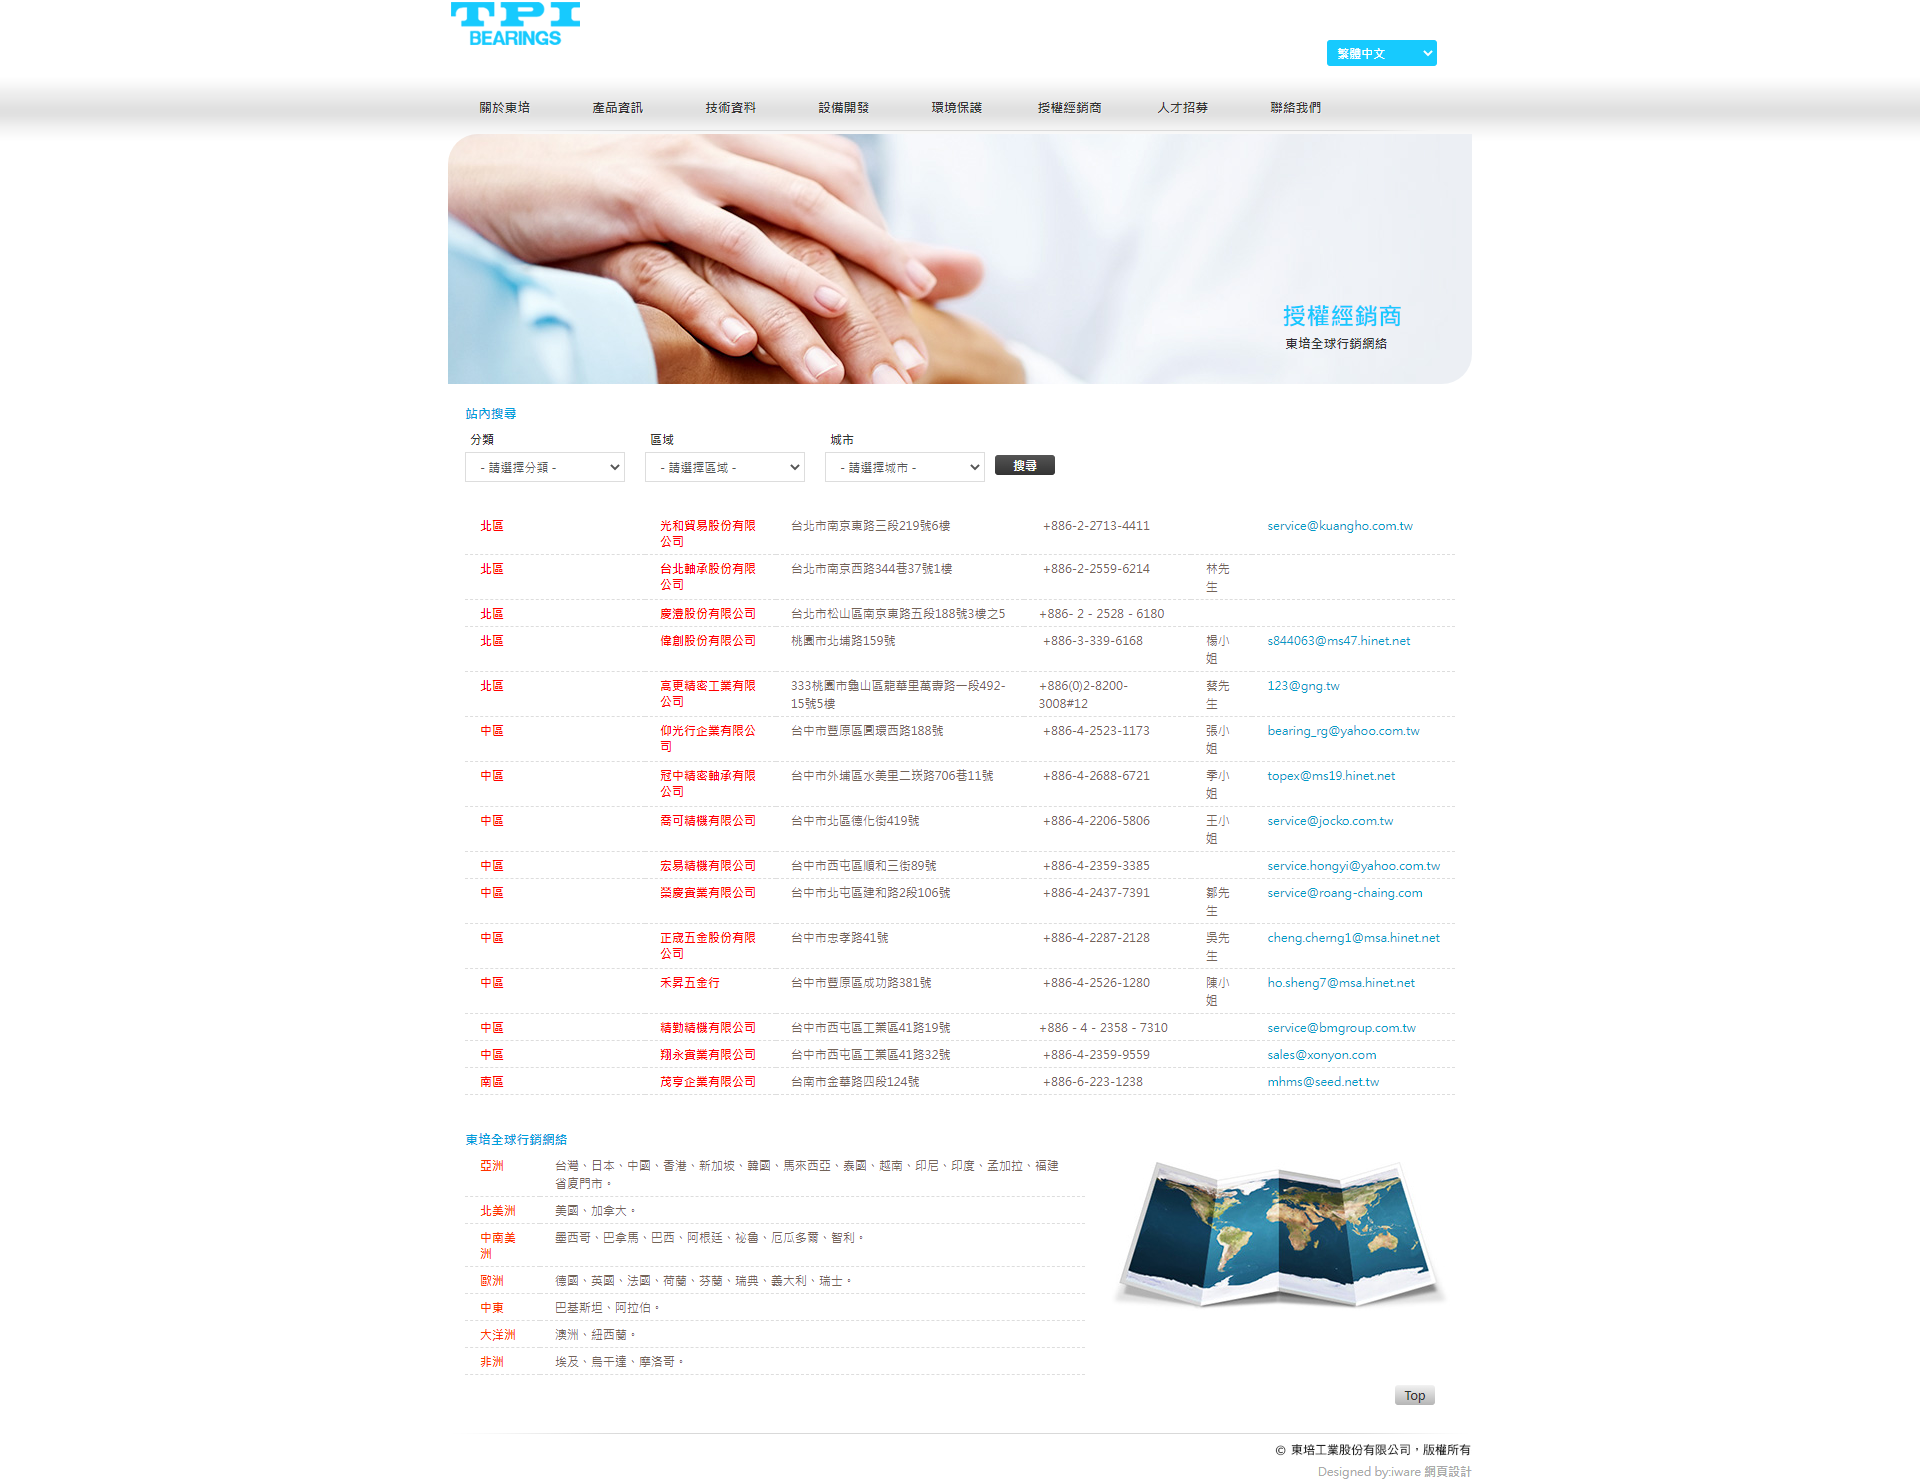 TPI
BEARINGS
繁體中文
關於東培 產品資訊 技術資料 設備開發 環境保護 授權經銷商 人才招募 聯絡我們
授權經銷商
東培全球行銷網絡
站內搜尋
分類 區域 城市
- 請選擇分類 - - 請選擇區域 - - 請選擇城市 - 搜尋
北區 光和貿易股份有限公司 台北市南京東路三段219號6樓 +886-2-2713-4411 service@kuangho.com.tw
北區 台北軸承股份有限公司 台北市南京西路344巷37號1樓 +886-2-2559-6214 林先生
北區 慶澧股份有限公司 台北市松山區南京東路五段188號3樓之5 +886- 2 - 2528 - 6180
北區 偉創股份有限公司 桃園市北埔路159號 +886-3-339-6168 楊小姐 s844063@ms47.hinet.net
北區 高更精密工業有限公司 333桃園市龜山區龍華里萬壽路一段492-15號5樓 +886(0)2-8200-3008#12 蔡先生 123@gng.tw
中區 仰光行企業有限公司 台中市豐原區圓環西路188號 +886-4-2523-1173 張小姐 bearing_rg@yahoo.com.tw
中區 冠中精密軸承有限公司 台中市外埔區水美里二崁路706巷11號 +886-4-2688-6721 季小姐 topex@ms19.hinet.net
中區 喬可精機有限公司 台中市北區德化街419號 +886-4-2206-5806 王小姐 service@jocko.com.tw
中區 宏易精機有限公司 台中市西屯區順和三街89號 +886-4-2359-3385 service.hongyi@yahoo.com.tw
中區 榮慶實業有限公司 台中市北屯區建和路2段106號 +886-4-2437-7391 鄒先生 service@roang-chaing.com
中區 正宬五金股份有限公司 台中市忠孝路41號 +886-4-2287-2128 吳先生 cheng.cherng1@msa.hinet.net
中區 禾昇五金行 台中市豐原區成功路381號 +886-4-2526-1280 陳小姐 ho.sheng7@msa.hinet.net
中區 精勤精機有限公司 台中市西屯區工業區41路19號 +886 - 4 - 2358 - 7310 service@bmgroup.com.tw
中區 翔永實業有限公司 台中市西屯區工業區41路32號 +886-4-2359-9559 sales@xonyon.com
南區 茂亨企業有限公司 台南市金華路四段124號 +886-6-223-1238 mhms@seed.net.tw
東培全球行銷網絡
亞洲 台灣、日本、中國、香港、新加坡、韓國、馬來西亞、泰國、越南、印尼、印度、孟加拉、福建省廈門市。
北美洲 美國、加拿大。
中南美洲 墨西哥、巴拿馬、巴西、阿根廷、祕魯、厄瓜多爾、智利。
歐洲 德國、英國、法國、荷蘭、芬蘭、瑞典、義大利、瑞士。
中東 巴基斯坦、阿拉伯。
大洋洲 澳洲、紐西蘭。
非洲 埃及、烏干達、摩洛哥。
Top
© 東培工業股份有限公司，版權所有
Designed by:iware 網頁設計